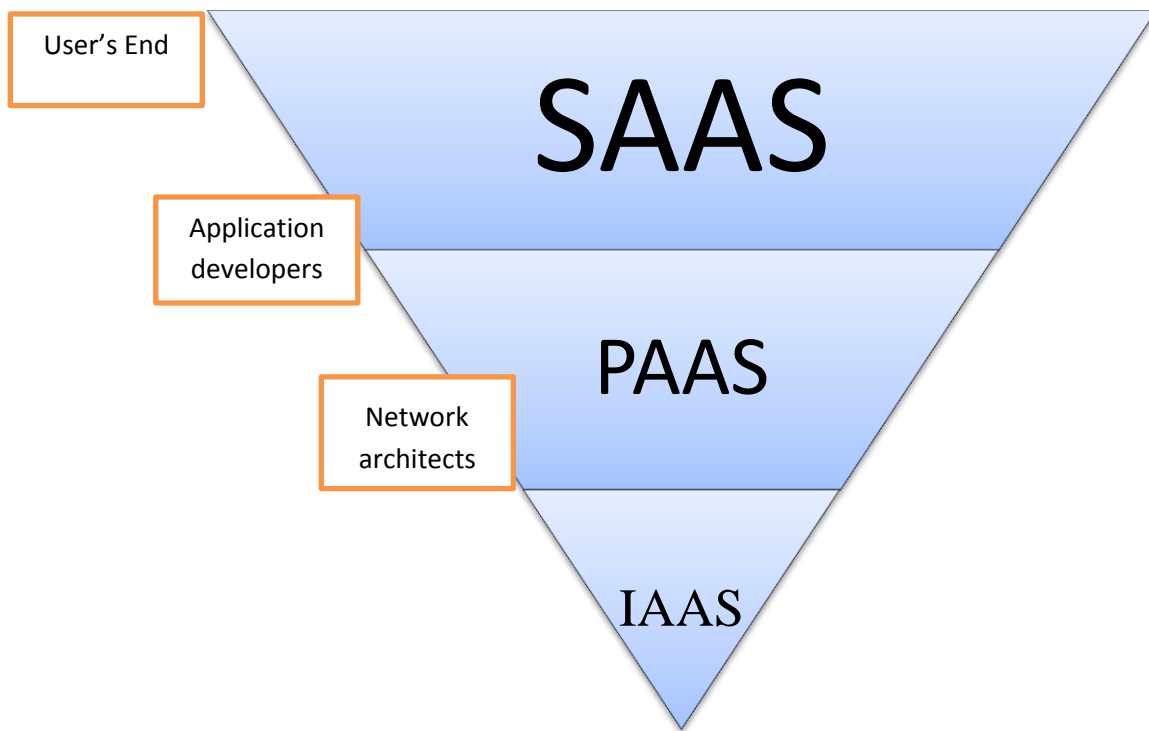 User’s End
SAAS
Application
developers
PAAS
Network
architects
IAAS